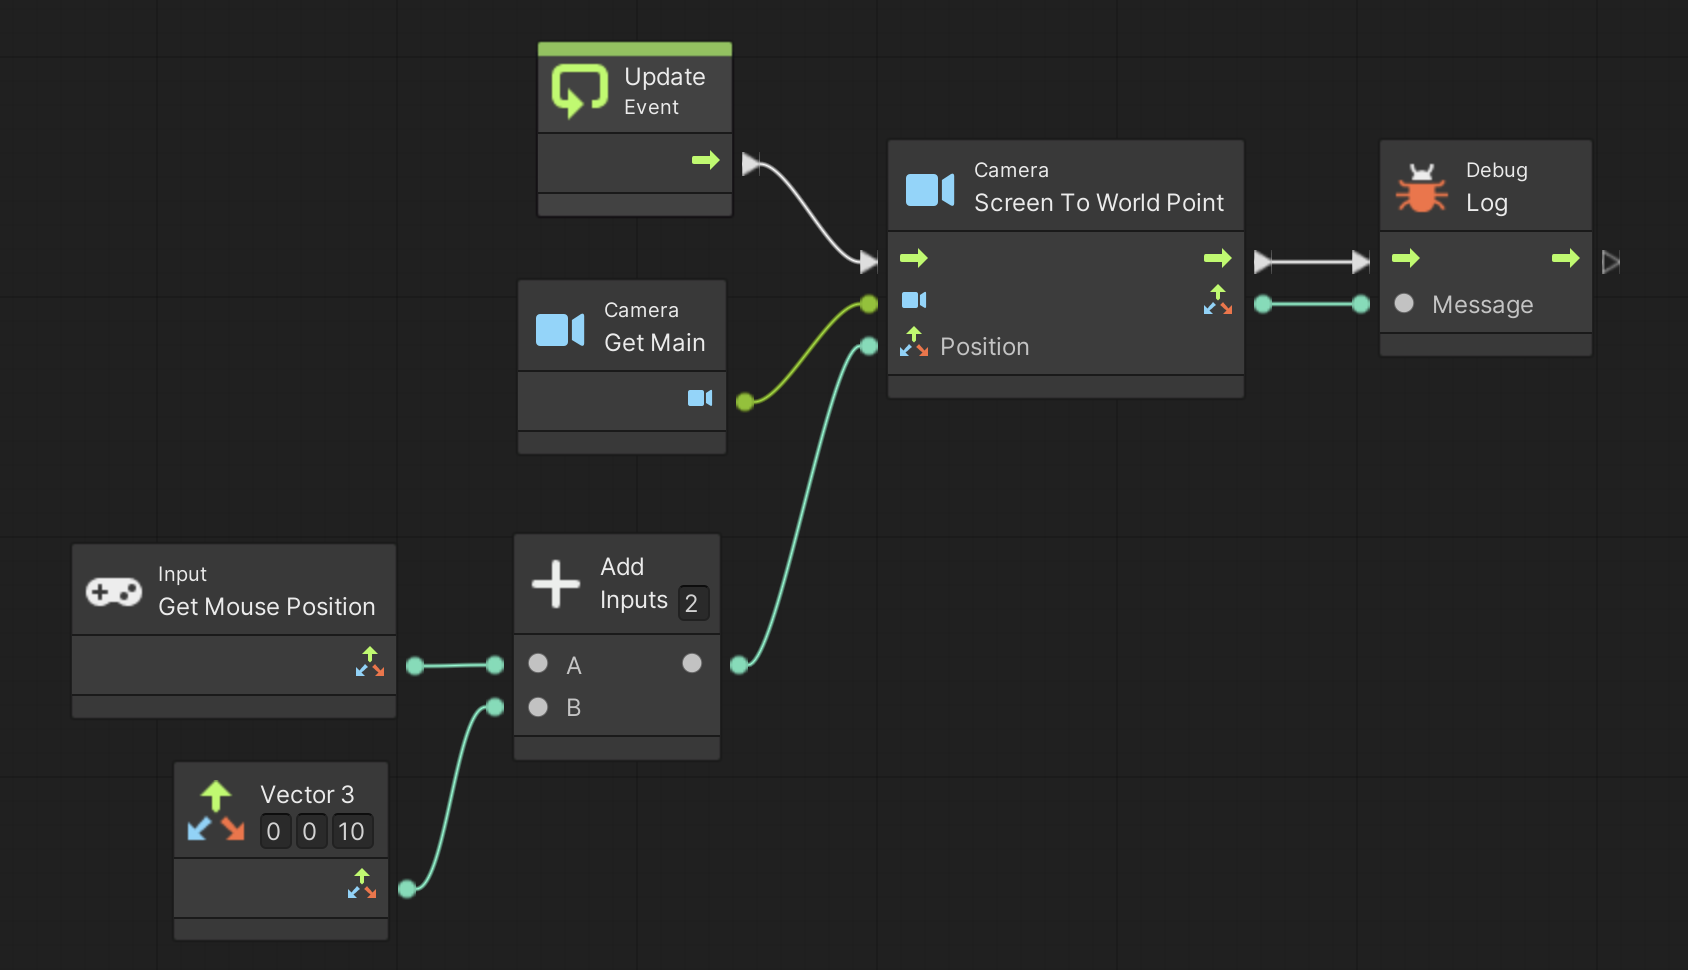 Update
Event
Camera
Screen To World Point
Position
Debug
Log
Message
Camera
Get Main
Input
Get Mouse Position
Add
Inputs 2
A
B
Vector 3
0 0 10